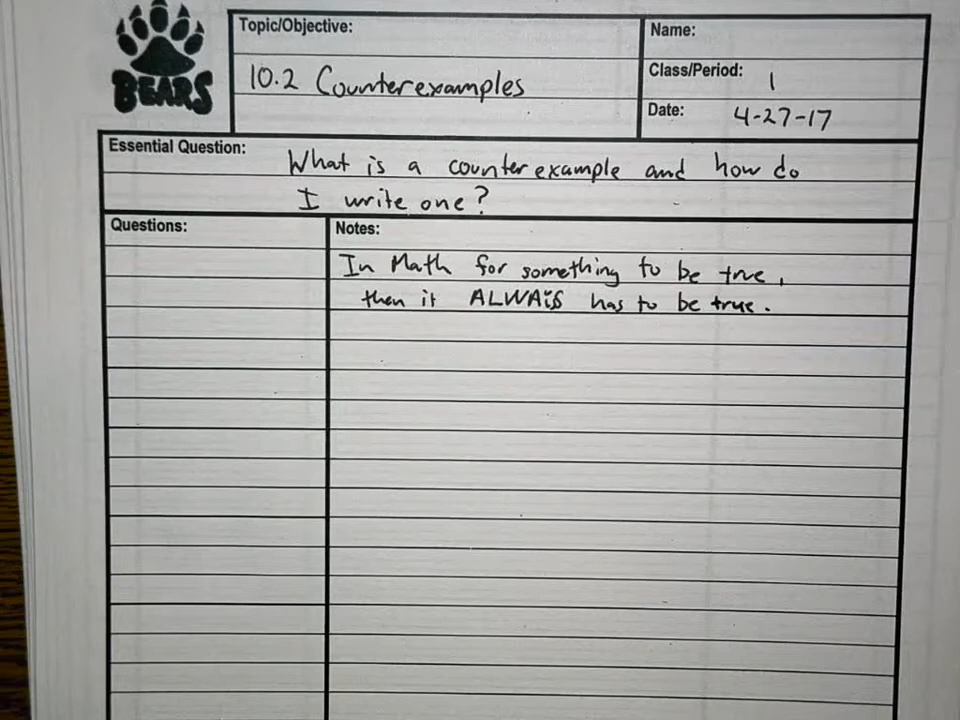 BEARS
Topic/Objective:
10.2 Counterexamples
Name:
Class/Period: 1
Date: 4-27-17
Essential Question: What is a counterexample and how do
I write one?
Questions:
Notes:
In Math for something to be true,
then it ALWAYS has to be true.